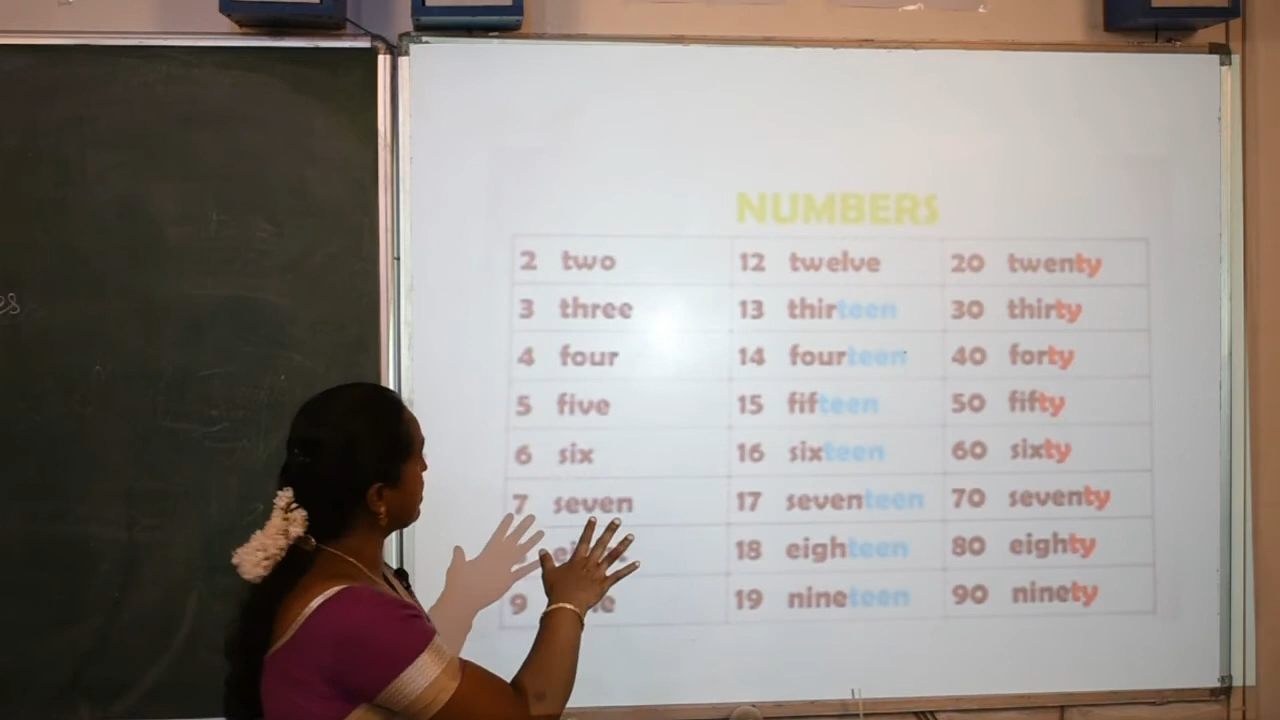 NUMBERS
2 two 12 twelve 20 twenty
3 three 13 thirteen 30 thirty
4 four 14 fourteen 40 forty
5 five 15 fifteen 50 fifty
6 six 16 sixteen 60 sixty
7 seven 17 seventeen 70 seventy
18 eighteen 80 eighty
9 19 nineteen 90 ninety